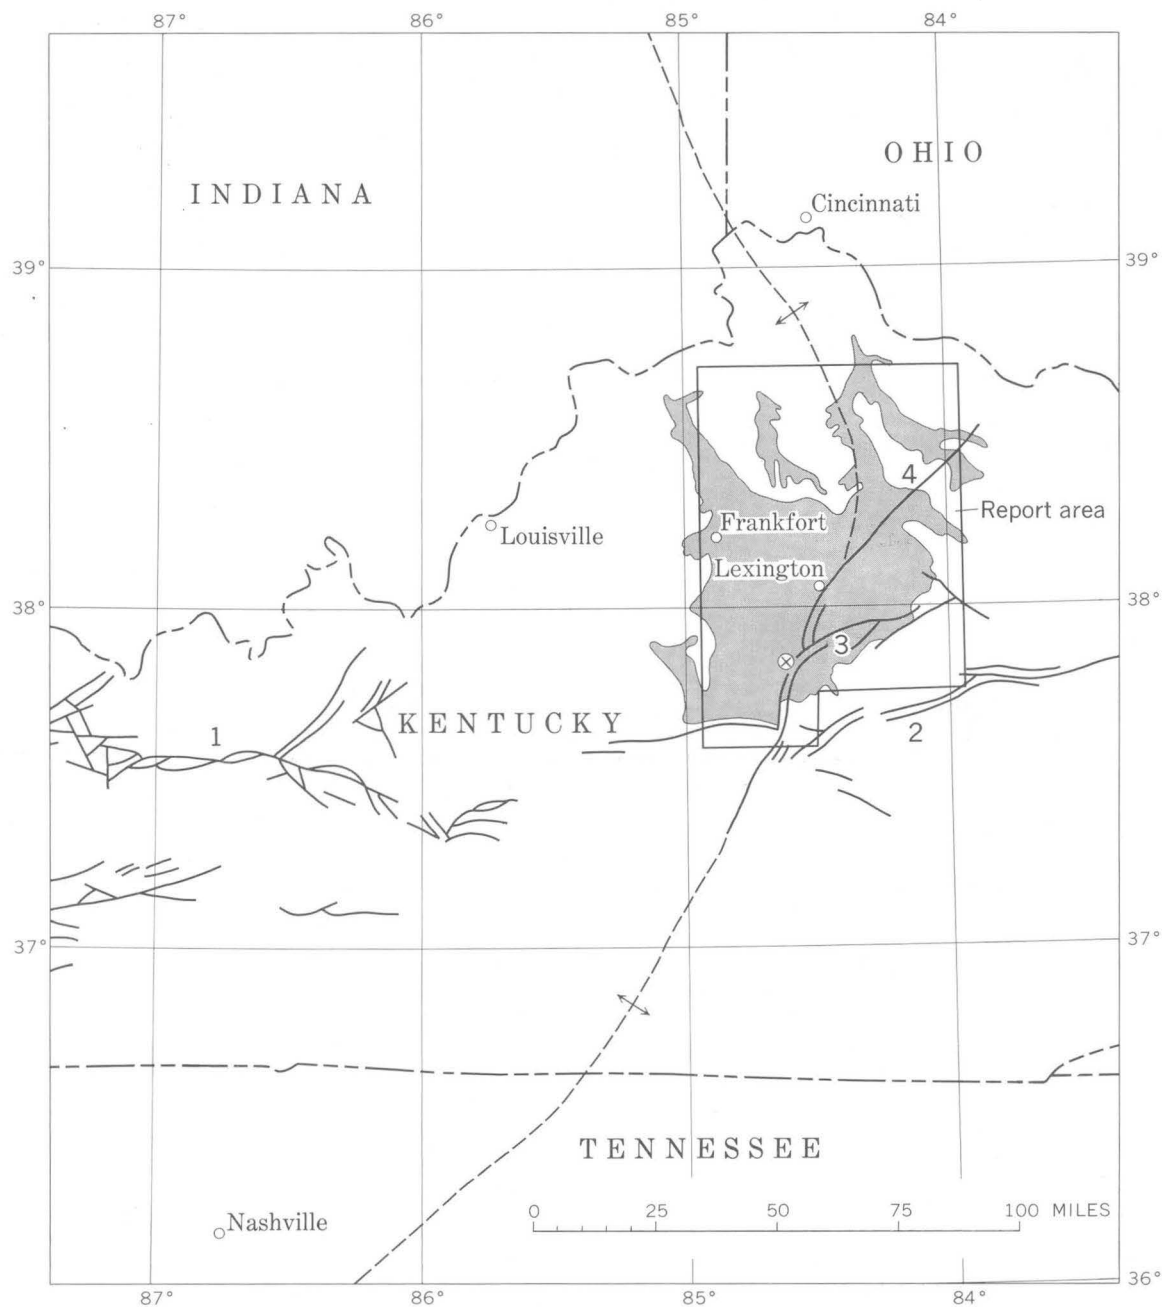 87° 86° 85° 84°
OHIO
INDIANA
Cincinnati
39° 39°
4
Report area
Frankfort
Louisville
Lexington
38° 38°
3
KENTUCKY
1
2
37° 37°
TENNESSEE
0 25 50 75 100 MILES
Nashville
36°
87° 86° 85° 84°